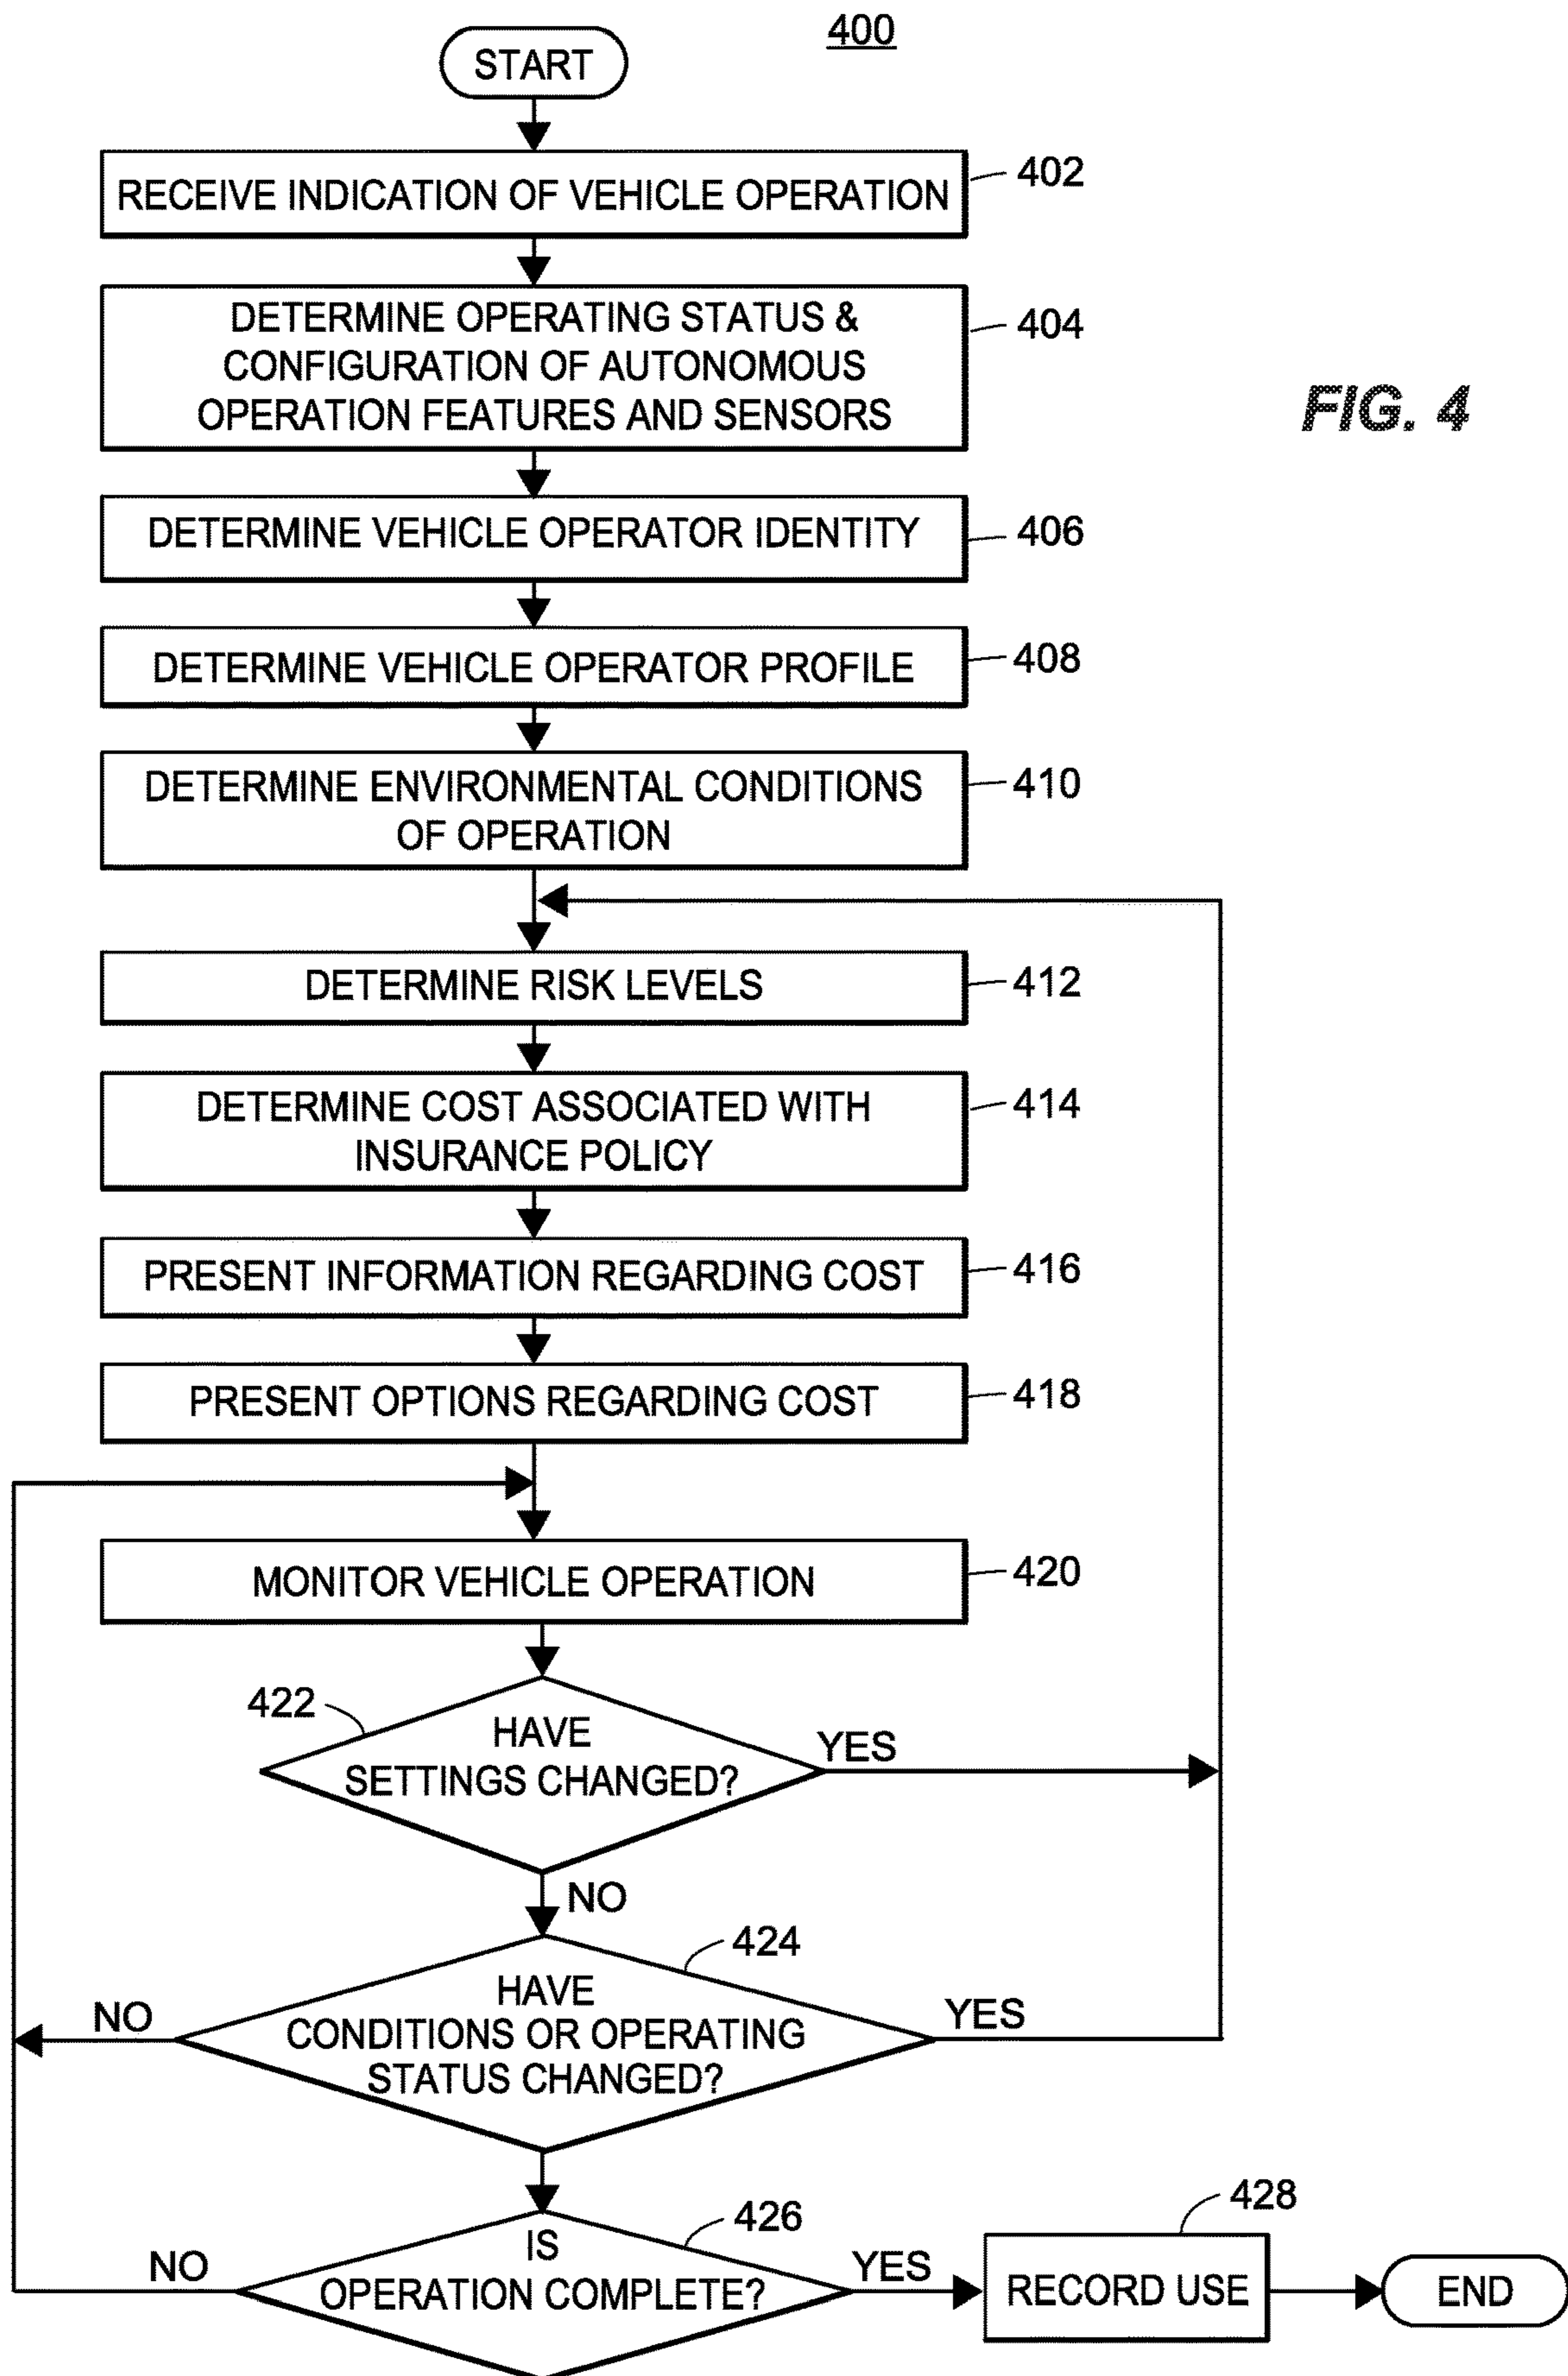 400
START
RECEIVE INDICATION OF VEHICLE OPERATION
402
DETERMINE OPERATING STATUS &
CONFIGURATION OF AUTONOMOUS
OPERATION FEATURES AND SENSORS
404
FIG. 4
DETERMINE VEHICLE OPERATOR IDENTITY
406
DETERMINE VEHICLE OPERATOR PROFILE
408
DETERMINE ENVIRONMENTAL CONDITIONS
OF OPERATION
410
DETERMINE RISK LEVELS
412
DETERMINE COST ASSOCIATED WITH
INSURANCE POLICY
414
PRESENT INFORMATION REGARDING COST
416
PRESENT OPTIONS REGARDING COST
418
MONITOR VEHICLE OPERATION
420
422
HAVE
SETTINGS CHANGED?
YES
NO
424
HAVE
CONDITIONS OR OPERATING
STATUS CHANGED?
NO
YES
426
IS
OPERATION COMPLETE?
NO
YES
428
RECORD USE
END